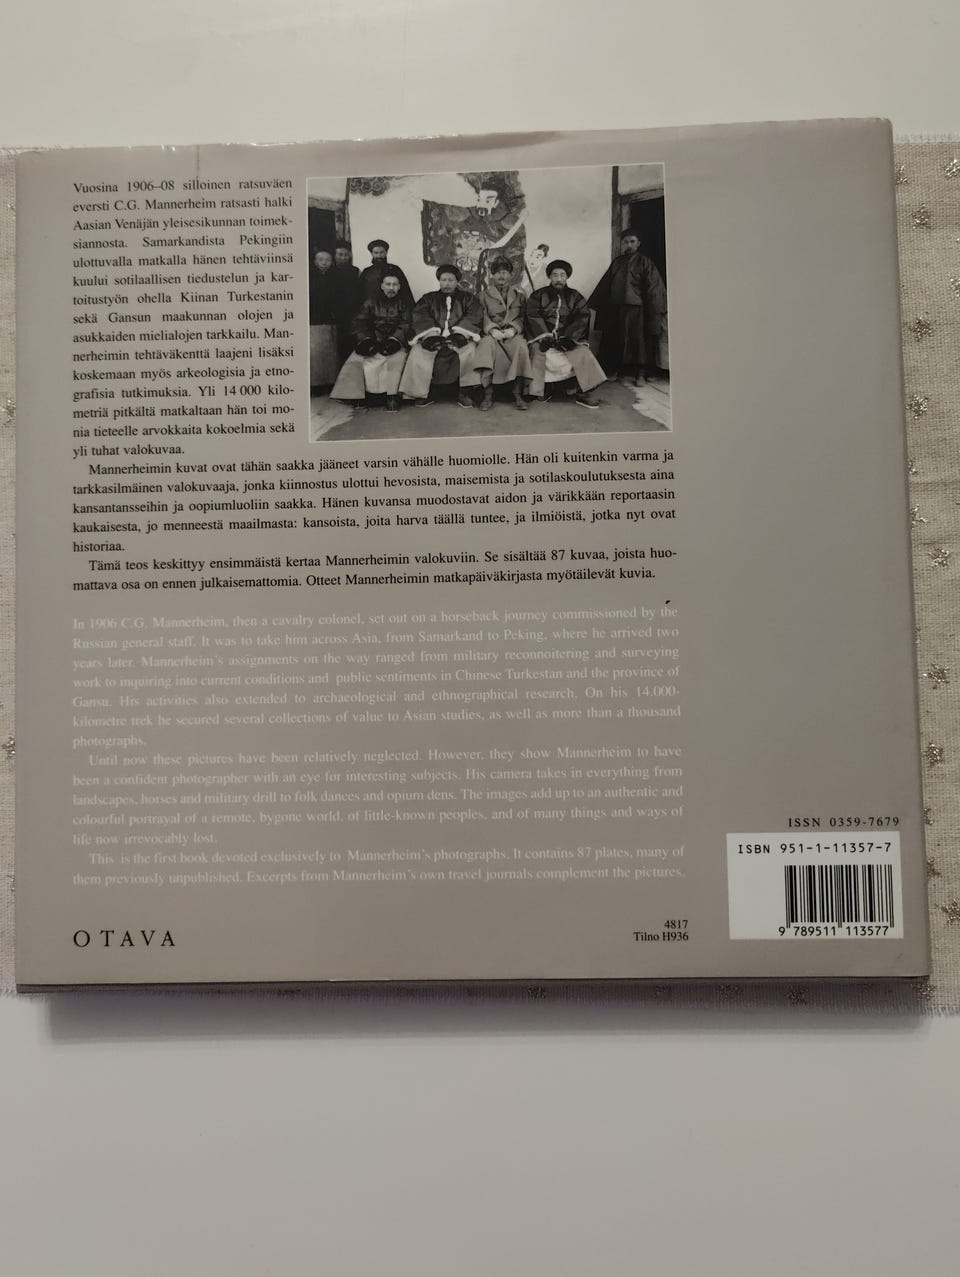 Vuosina 1906–08 silloinen ratsuväen
eversti C.G. Mannerheim ratsasti halki
Aasian Venäjän yleisesikunnan toimek-
siannosta. Samarkandista Pekingiin
ulottuvalla matkalla hänen tehtäviinsä
kuului sotilaallisen tiedustelun ja kar-
toitustyön ohella Kiinan Turkestanin
sekä Gansun maakunnan olojen ja
asukkaiden mielialojen tarkkailu. Man-
nerheimin tehtäväkenttä laajeni lisäksi
koskemaan myös arkeologisia ja etno-
grafisia tutkimuksia. Yli 14 000 kilo-
metriä pitkältä matkaltaan hän toi mo-
nia tieteelle arvokkaita kokoelmia sekä
yli tuhat valokuvaa.
Mannerheimin kuvat ovat tähän saakka jääneet varsin vähälle huomiolle. Hän oli kuitenkin varma ja
tarkkasilmäinen valokuvaaja, jonka kiinnostus ulottui hevosista, maisemista ja sotilaskoulutuksesta aina
kansantansseihin ja oopiumluoliin saakka. Hänen kuvansa muodostavat aidon ja värikkään reportaasin
kaukaisesta, jo menneestä maailmasta: kansoista, joita harva täällä tuntee, ja ilmiöistä, jotka nyt ovat
historiaa.
Tämä teos keskittyy ensimmäistä kertaa Mannerheimin valokuviin. Se sisältää 87 kuvaa, joista huo-
mattava osa on ennen julkaisemattomia. Otteet Mannerheimin matkapäiväkirjasta myötäilevät kuvia.
In 1906 C.G. Mannerheim, then a cavalry colonel, set out on a horseback journey commissioned by the
Russian general staff. It was to take him across Asia, from Samarkand to Peking, where he arrived two
years later. Mannerheim's assignments on the way ranged from military reconnoitering and surveying
work to inquiring into current conditions and public sentiments in Chinese Turkestan and the province of
Gansu. His activities also extended to archaeological and ethnographical research. On his 14,000-
kilometre trek he secured several collections of value to Asian studies, as well as more than a thousand
photographs.
Until now these pictures have been relatively neglected. However, they show Mannerheim to have
been a confident photographer with an eye for interesting subjects. His camera takes in everything from
landscapes, horses and military drill to folk dances and opium dens. The images add up to an authentic and
colourful portrayal of a remote, bygone world, of little-known peoples, and of many things and ways of
life now irrevocably lost.
This is the first book devoted exclusively to Mannerheim's photographs. It contains 87 plates, many of
them previously unpublished. Excerpts from Mannerheim's own travel journals complement the pictures.
ISSN 0359-7679
ISBN 951-1-11357-7
9 789511 113577
4817
Tilno H936
OTAVA